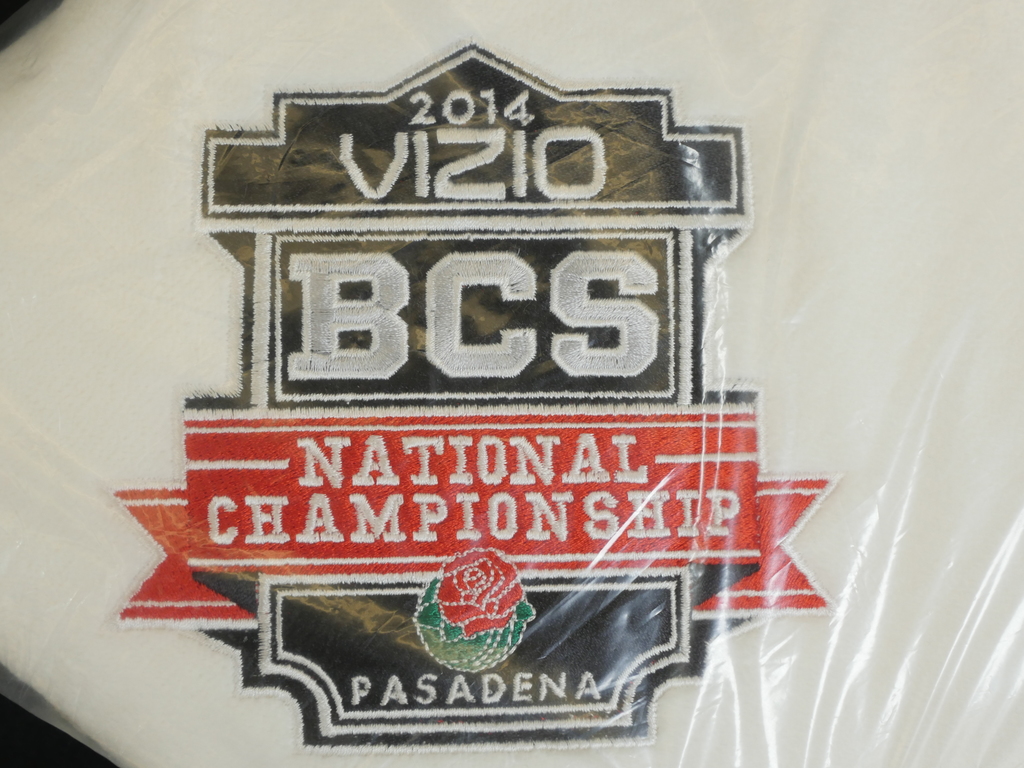 2014
VIZIO
BCS
NATIONAL
CHAMPIONSHIP
PASADENA